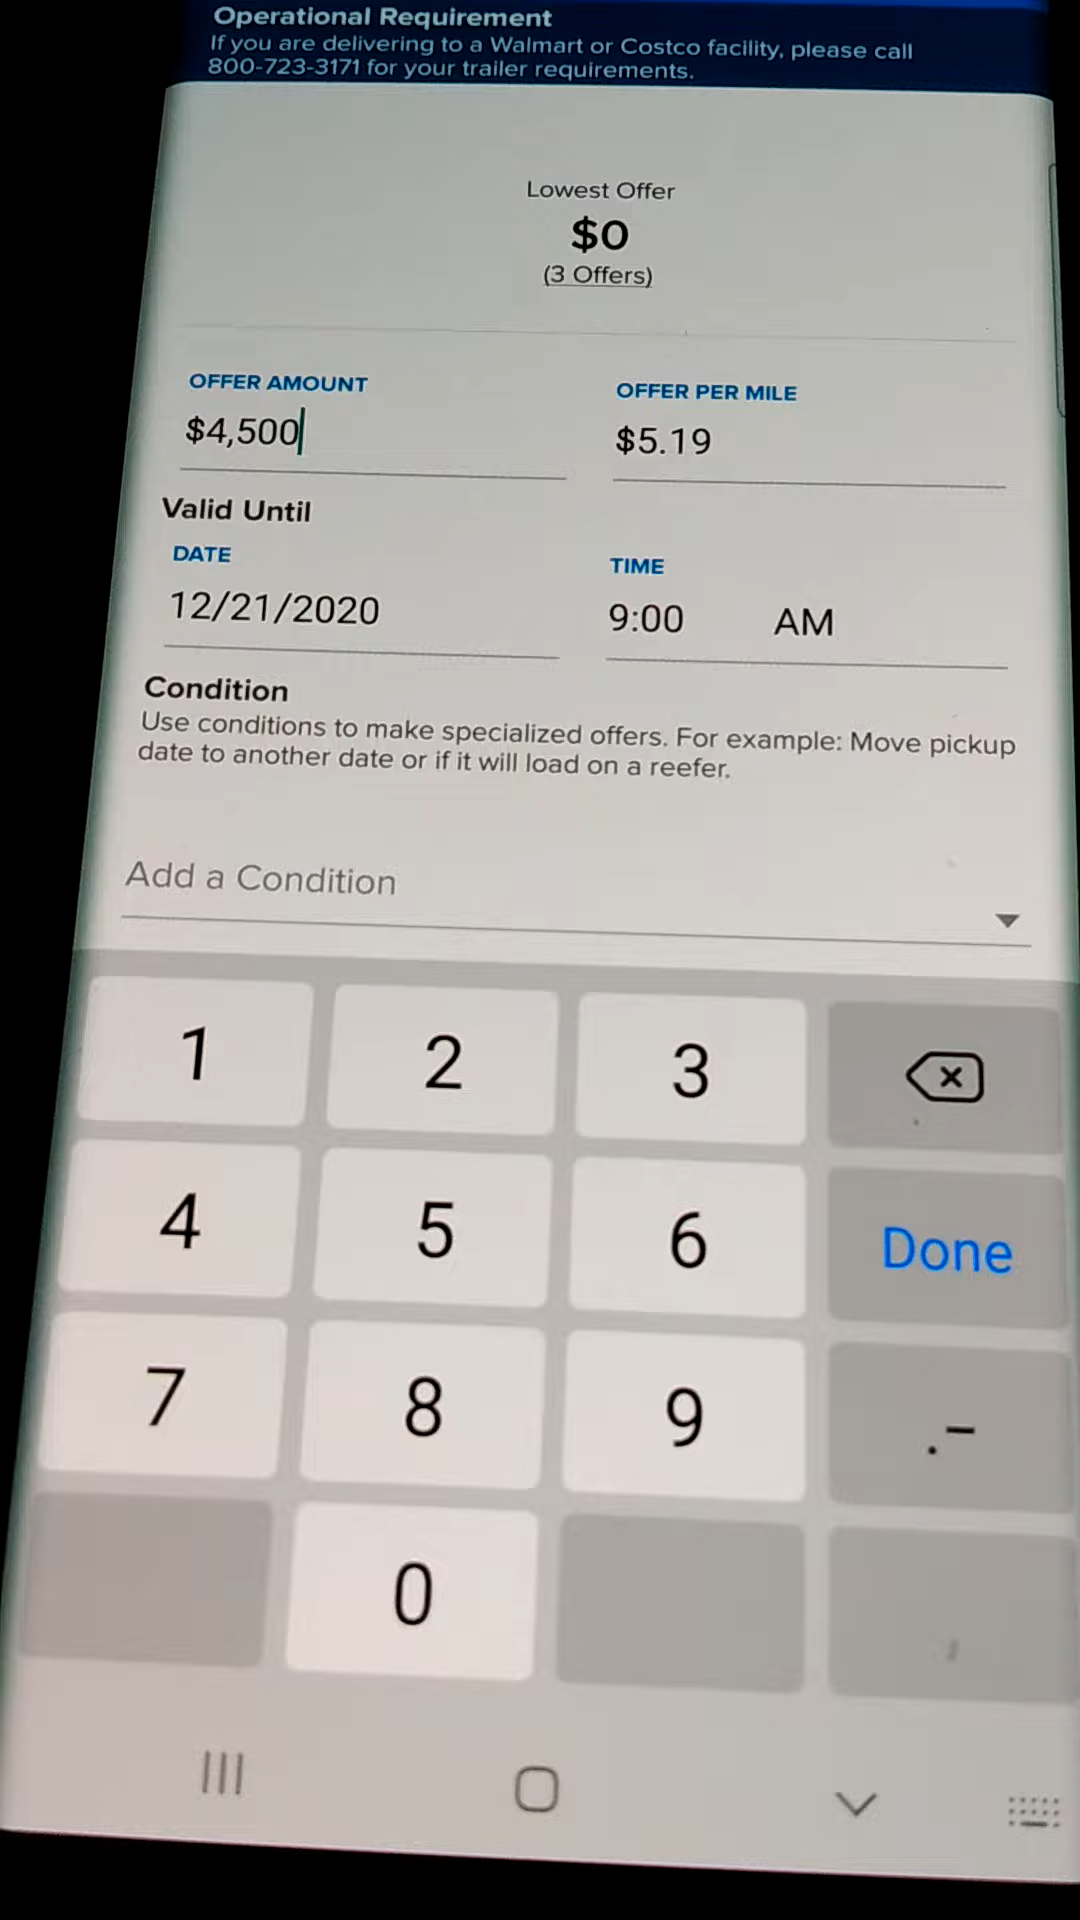 Operational Requirement
If you are delivering to a Walmart or Costco facility, please call
800-723-3171 for your trailer requirements.
Lowest Offer
$0
(3 Offers)
OFFER AMOUNT
OFFER PER MILE
$4,500
$5.19
Valid Until
DATE
TIME
12/21/2020
9:00 AM
Condition
Use conditions to make specialized offers. For example: Move pickup
date to another date or if it will load on a reefer.
Add a Condition
1 2 3
4 5 6 Done
7 8 9 .-
0 ,